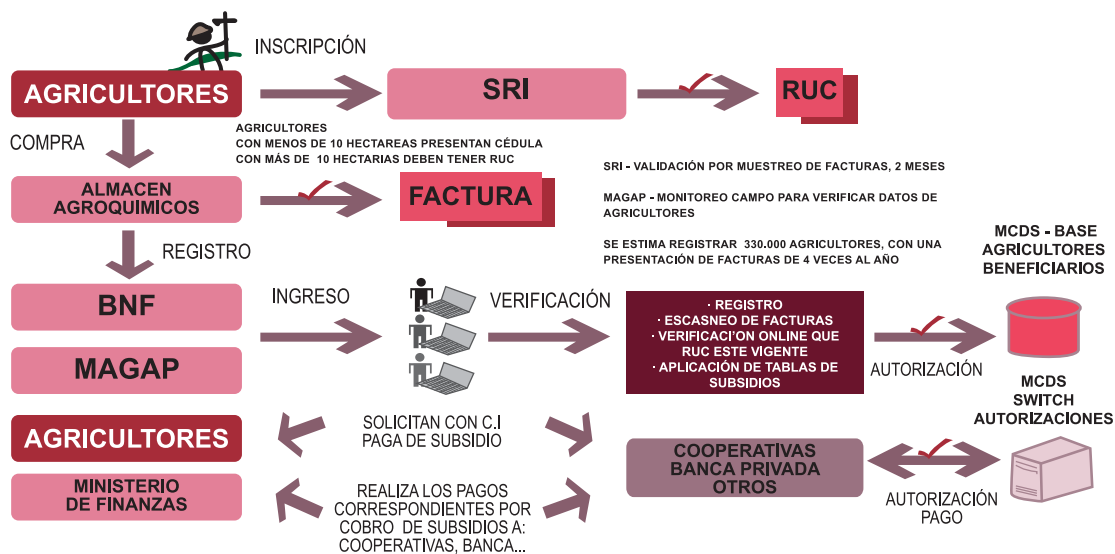 INSCRIPCIÓN
AGRICULTORES
SRI
RUC
COMPRA
AGRICULTORES
CON MENOS DE 10 HECTAREAS PRESENTAN CÉDULA
CON MÁS DE 10 HECTARIAS DEBEN TENER RUC
ALMACEN
AGROQUIMICOS
FACTURA
SRI - VALIDACIÓN POR MUESTREO DE FACTURAS, 2 MESES
MAGAP - MONITOREO CAMPO PARA VERIFICAR DATOS DE
AGRICULTORES
SE ESTIMA REGISTRAR 330.000 AGRICULTORES, CON UNA
PRESENTACIÓN DE FACTURAS DE 4 VECES AL AÑO
REGISTRO
MCDS - BASE
AGRICULTORES
BENEFICIARIOS
BNF
MAGAP
INGRESO
VERIFICACIÓN
· REGISTRO
· ESCASNEO DE FACTURAS
· VERIFICACI'ON ONLINE QUE
RUC ESTE VIGENTE
· APLICACIÓN DE TABLAS DE
SUBSIDIOS
AUTORIZACIÓN
MCDS
SWITCH
AUTORIZACIONES
AGRICULTORES
SOLICITAN CON C.I
PAGA DE SUBSIDIO
COOPERATIVAS
BANCA PRIVADA
OTROS
MINISTERIO
DE FINANZAS
REALIZA LOS PAGOS
CORRESPONDIENTES POR
COBRO DE SUBSIDIOS A:
COOPERATIVAS, BANCA...
AUTORIZACIÓN
PAGO